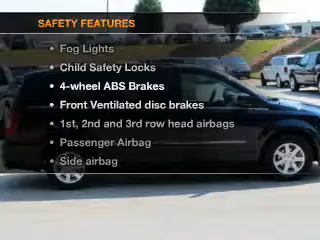 SAFETY FEATURES
• Fog Lights
• Child Safety Locks
• 4-wheel ABS Brakes
• Front Ventilated disc brakes
• 1st, 2nd and 3rd row head airbags
• Passenger Airbag
• Side airbag